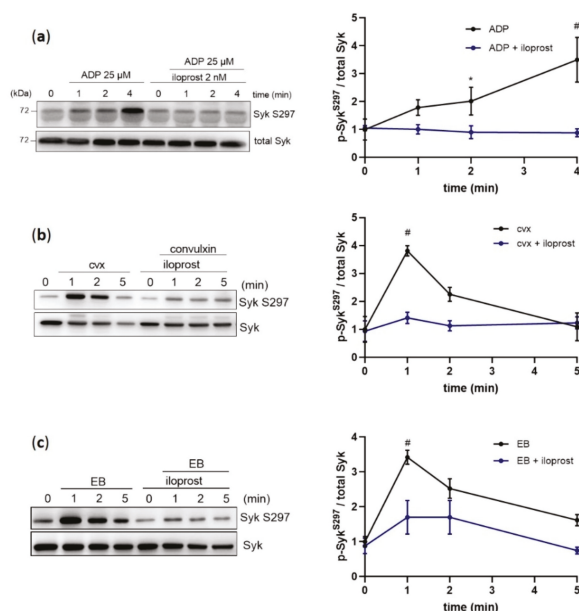 (a)
ADP 25 µM
ADP 25 µM
iloprost 2 nM
(kDa)
0 1 2 4 0 1 2 4 time (min)
72
Syk S297
72
total Syk
p-Syk^S297 / total Syk
5
4
3
2
1
0
0 1 2 3 4
time (min)
ADP
ADP + iloprost
*
#
(b)
convulxin
cvx
iloprost
0 1 2 5 0 1 2 5 (min)
Syk S297
Syk
p-Syk^S297 / total Syk
5
4
3
2
1
0
0 1 2 3 4 5
time (min)
cvx
cvx + iloprost
#
(c)
EB
EB
iloprost
0 1 2 5 0 1 2 5 (min)
Syk S297
Syk
p-Syk^S297 / total Syk
4
3
2
1
0
0 1 2 3 4 5
time (min)
EB
EB + iloprost
#